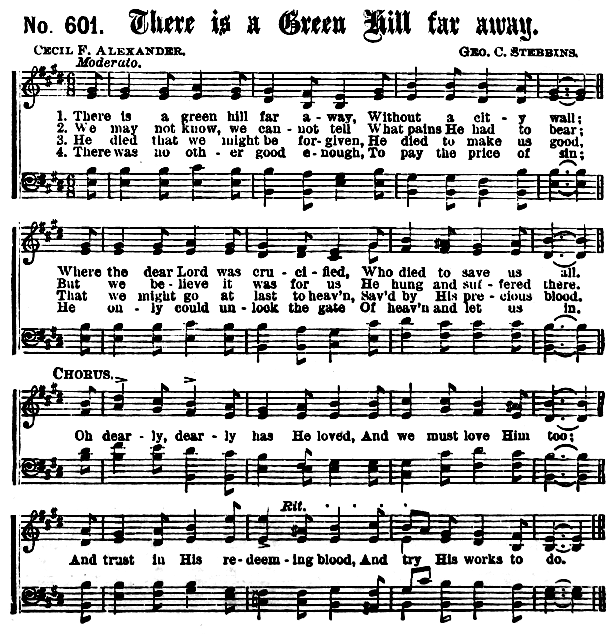 No. 601. There is a Green Hill far away.
CECIL F. ALEXANDER. GEO. C. STEBBINS.
Moderato.
1. There is a green hill far a - way, Without a cit - y wall;
2. We may not know, we can - not tell What pains He had to bear;
3. He died that we might be for - given, He died to make us good,
4. There was no oth - er good e - nough, To pay the price of sin;
Where the dear Lord was cru - ci - fied, Who died to save us all.
But we be - lieve it was for us He hung and suf - fered there.
That we might go at last to heav'n, Sav'd by His pre - cious blood.
He on - ly could un - lock the gate Of heav'n and let us in.
CHORUS.
Oh dear - ly, dear - ly has He loved, And we must love Him too;
Rit.
And trust in His re - deem - ing blood, And try His works to do.